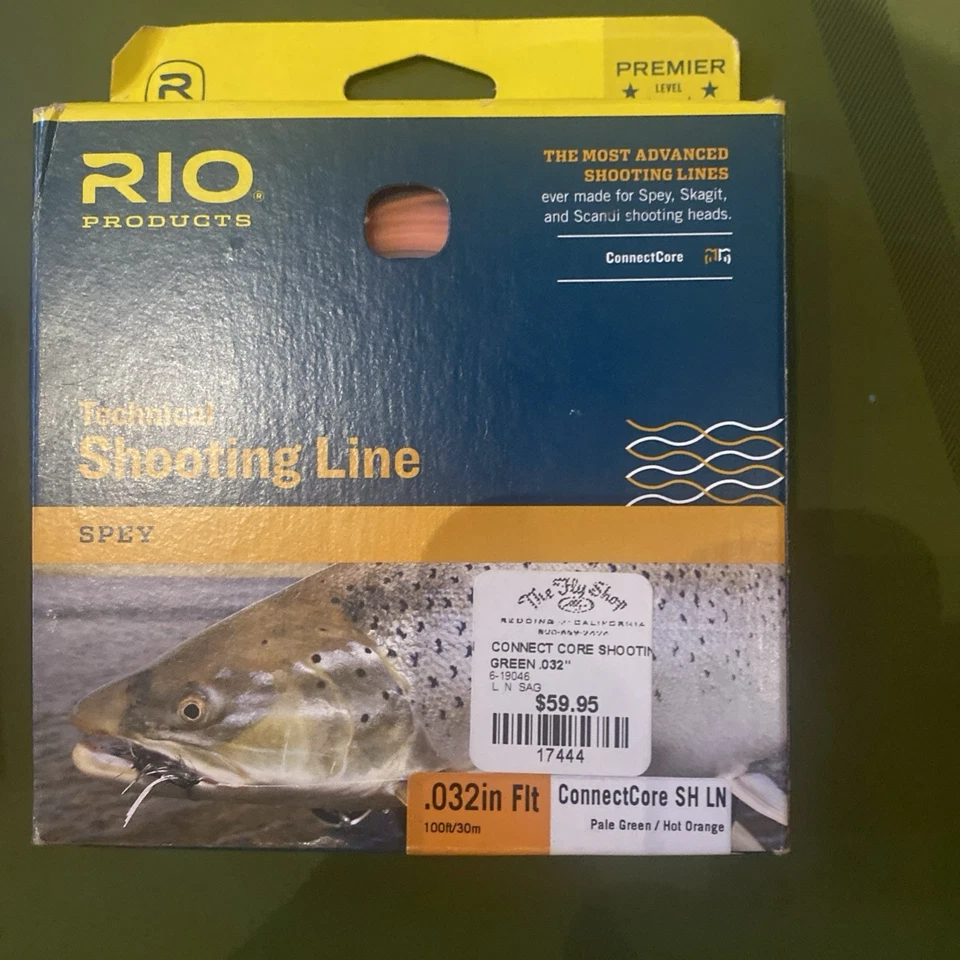 R
PREMIER
LEVEL
RIO®
PRODUCTS
THE MOST ADVANCED
SHOOTING LINES
ever made for Spey, Skagit,
and Scandi shooting heads.
ConnectCore
Technical
Shooting Line
SPEY
The Fly Shop
REDDING CALIFORNIA
CONNECT CORE SHOOTIN
GREEN .032"
6-19046
L N SAG
$59.95
17444
.032in Flt
100ft/30m
ConnectCore SH LN
Pale Green / Hot Orange